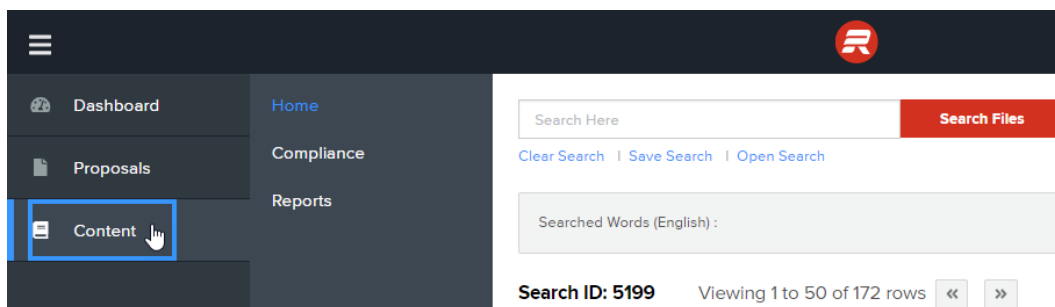 Dashboard
Proposals
Content
Home
Compliance
Reports
Search Here
Search Files
Clear Search | Save Search | Open Search
Searched Words (English) :
Search ID: 5199 Viewing 1 to 50 of 172 rows « »